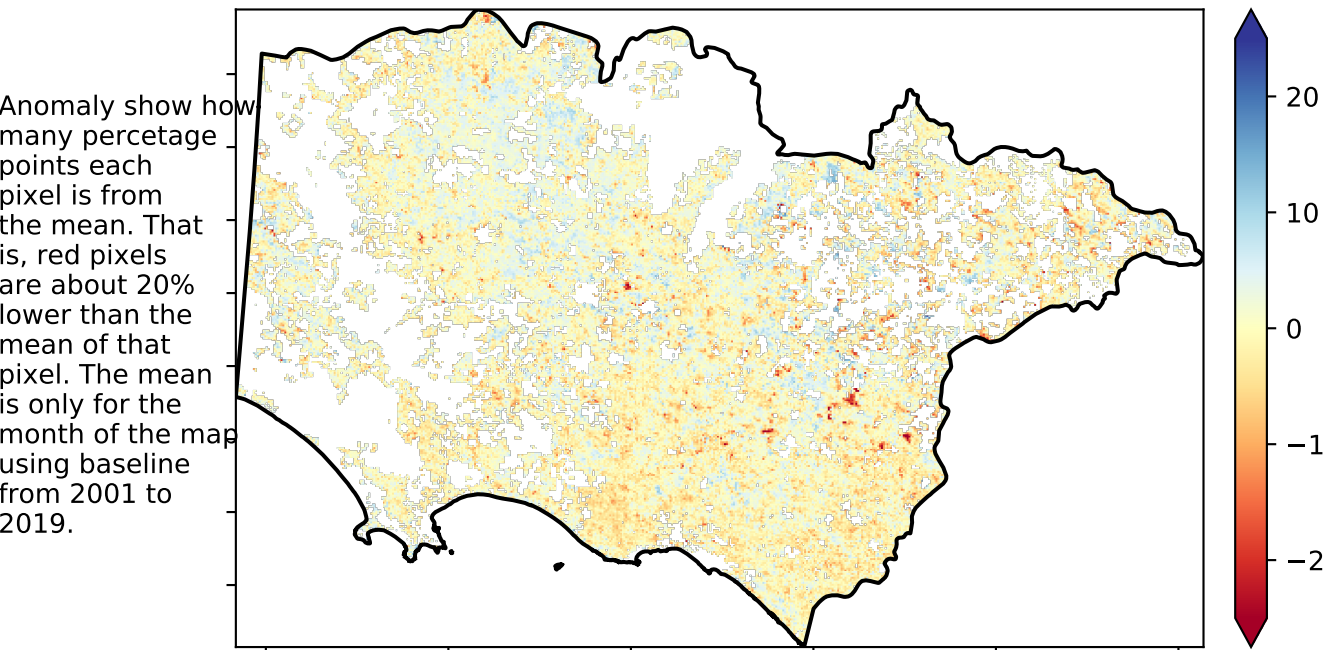 Anomaly show how
many percetage
points each
pixel is from
the mean. That
is, red pixels
are about 20%
lower than the
mean of that
pixel. The mean
is only for the
month of the map
using baseline
from 2001 to
2019.
20
10
0
−1
−2